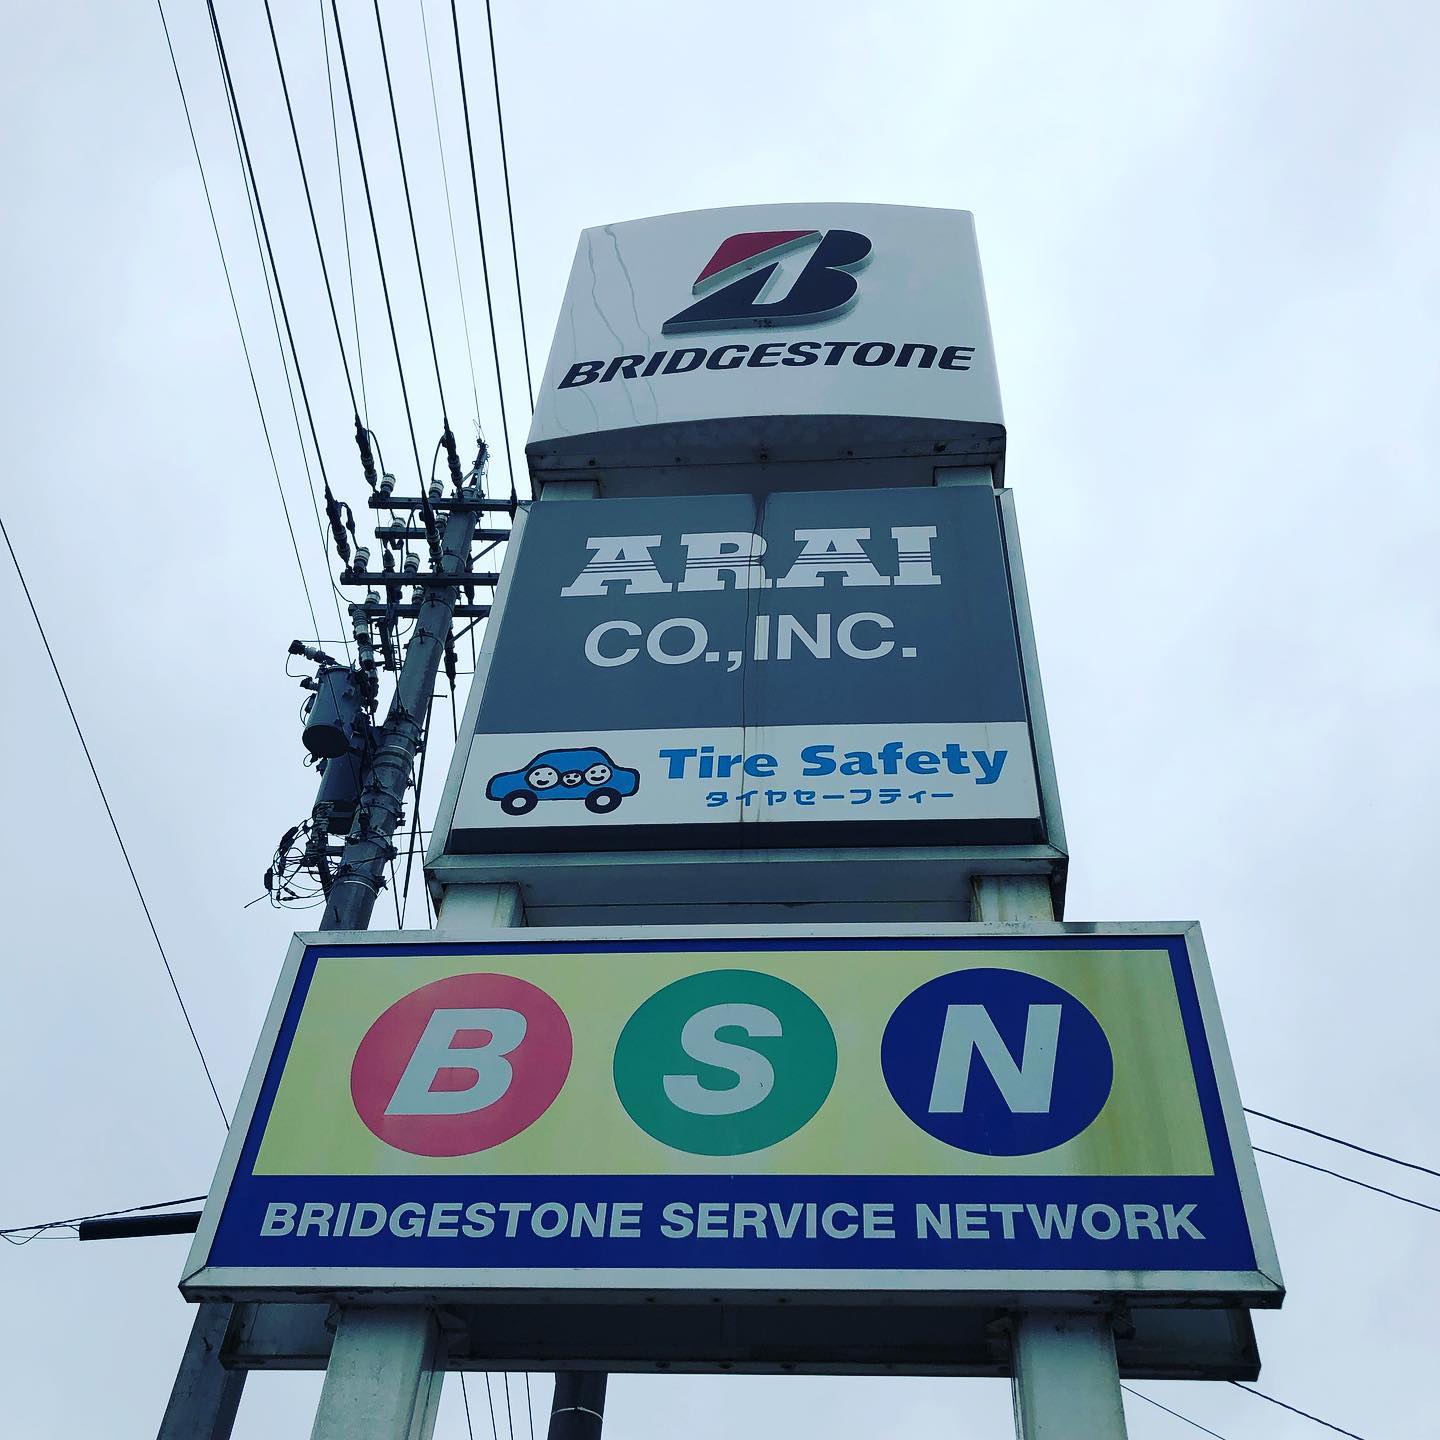 B
BRIDGESTONE
ARAI
CO.,INC.
Tire Safety
タイヤセーフティー
B S N
BRIDGESTONE SERVICE NETWORK